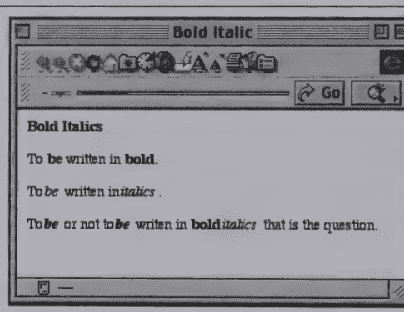 Bold Italic
Go
Bold Italics
To be written in bold.
To be written in italics .
To be or not to be writen in bold italics that is the question.